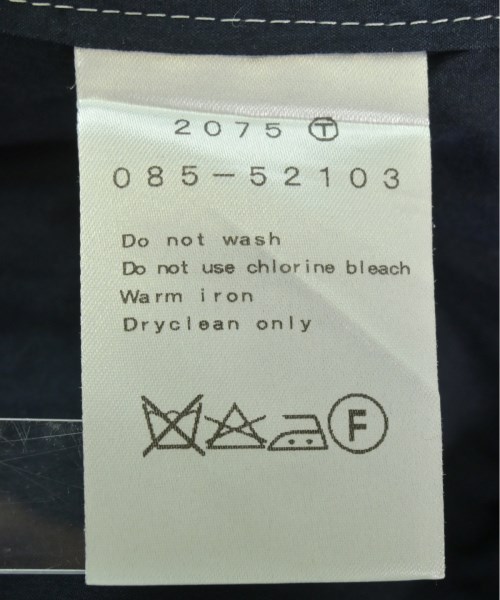 2075 Ⓣ
085-52103
Do not wash
Do not use chlorine bleach
Warm iron
Dryclean only
F